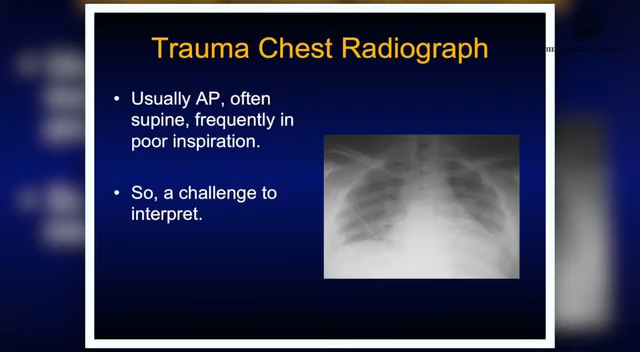 Trauma Chest Radiograph
• Usually AP, often
supine, frequently in
poor inspiration.
• So, a challenge to
interpret.